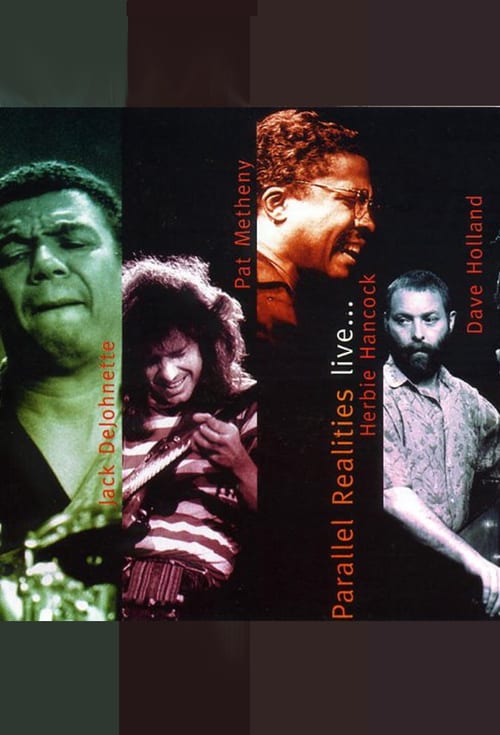 Jack DeJohnette
Pat Metheny
Parallel Realities live...
Herbie Hancock
Dave Holland